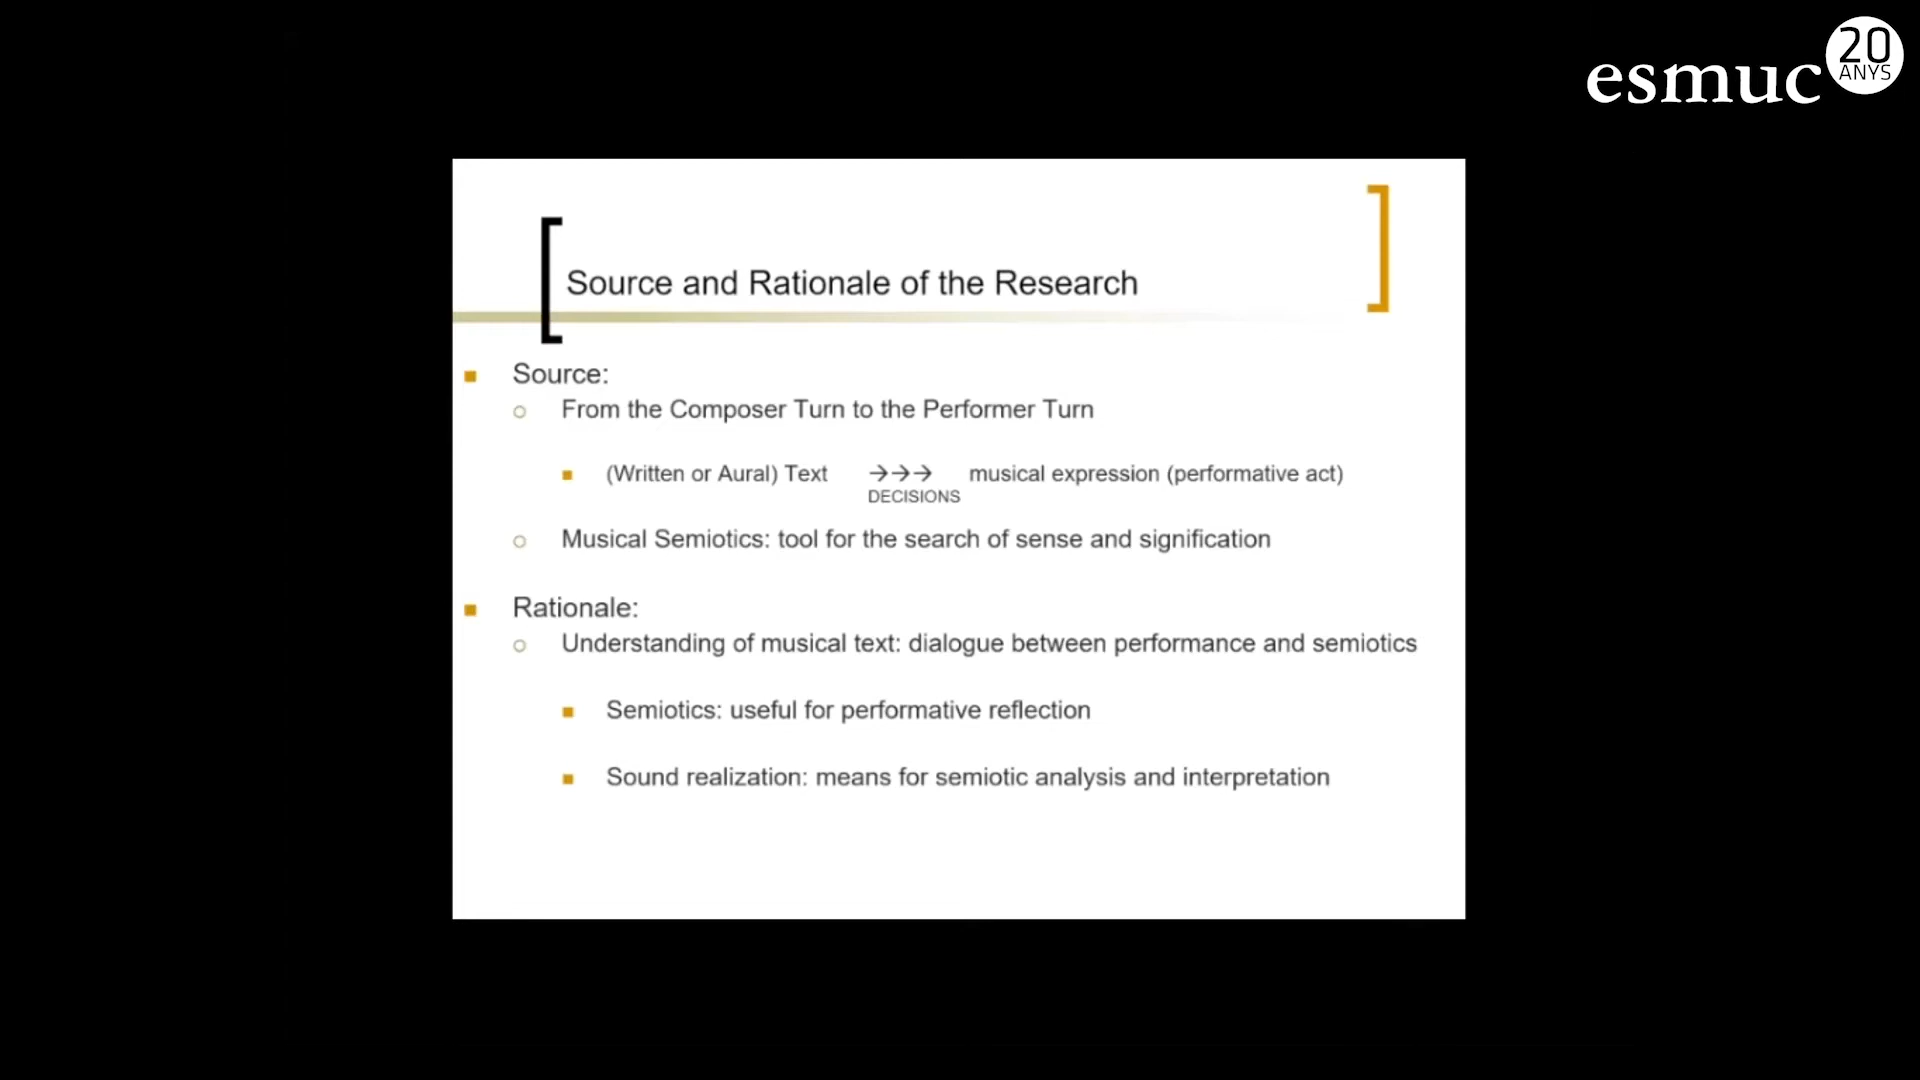 esmuc
20
ANYS
Source and Rationale of the Research
Source:
From the Composer Turn to the Performer Turn
(Written or Aural) Text →→→ musical expression (performative act)
DECISIONS
Musical Semiotics: tool for the search of sense and signification
Rationale:
Understanding of musical text: dialogue between performance and semiotics
Semiotics: useful for performative reflection
Sound realization: means for semiotic analysis and interpretation